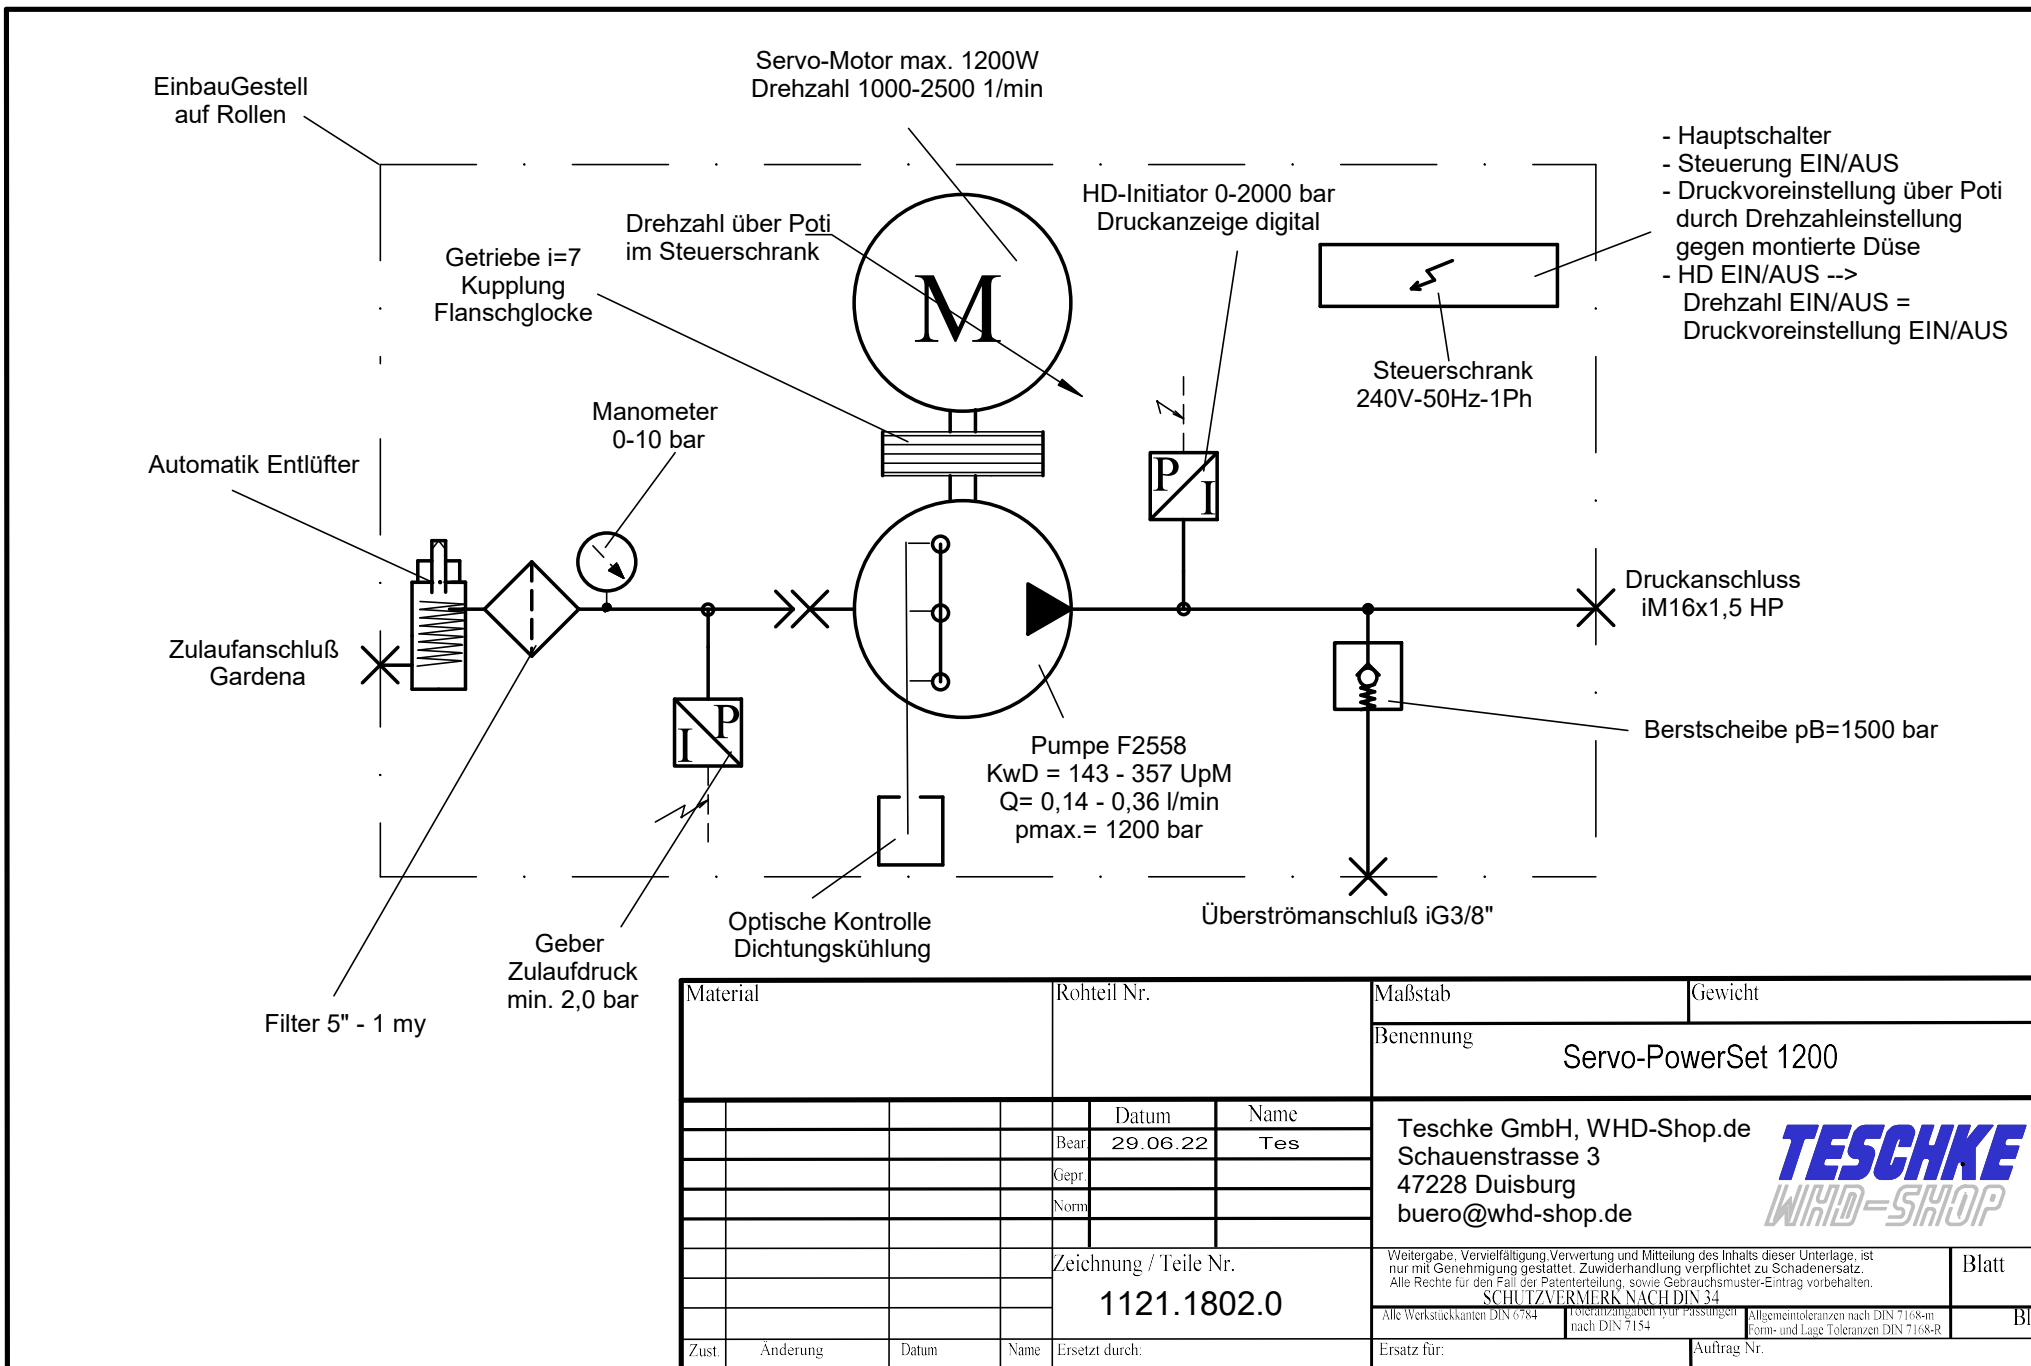 EinbauGestell
auf Rollen
Servo-Motor max. 1200W
Drehzahl 1000-2500 1/min
- Hauptschalter
- Steuerung EIN/AUS
- Druckvoreinstellung über Poti
durch Drehzahleinstellung
gegen montierte Düse
- HD EIN/AUS -->
Drehzahl EIN/AUS =
Druckvoreinstellung EIN/AUS
HD-Initiator 0-2000 bar
Druckanzeige digital
Drehzahl über Poti
im Steuerschrank
Getriebe i=7
Kupplung
Flanschglocke
M
Steuerschrank
240V-50Hz-1Ph
Manometer
0-10 bar
Automatik Entlüfter
P
I
Druckanschluss
iM16x1,5 HP
Zulaufanschluß
Gardena
P
I
Berstscheibe pB=1500 bar
Pumpe F2558
KwD = 143 - 357 UpM
Q= 0,14 - 0,36 l/min
pmax.= 1200 bar
Überströmanschluß iG3/8"
Optische Kontrolle
Dichtungskühlung
Geber
Zulaufdruck
min. 2,0 bar
Filter 5" - 1 my
Material
Rohteil Nr.
Maßstab
Gewicht
Benennung
Servo-PowerSet 1200
Datum
Name
Bear.
29.06.22
Tes
Gepr.
Norm
Teschke GmbH, WHD-Shop.de
Schauenstrasse 3
47228 Duisburg
buero@whd-shop.de
TESCHKE
WHD-SHOP
Zeichnung / Teile Nr.
1121.1802.0
Weitergabe, Vervielfältigung,Verwertung und Mitteilung des Inhalts dieser Unterlage, ist
nur mit Genehmigung gestattet. Zuwiderhandlung verpflichtet zu Schadenersatz.
Alle Rechte für den Fall der Patenterteilung, sowie Gebrauchsmuster-Eintrag vorbehalten.
SCHUTZVERMERK NACH DIN 34
Blatt
Alle Werkstückkanten DIN 6784
Toleranzangaben für Passungen
nach DIN 7154
Allgemeintoleranzen nach DIN 7168-m
Form- und Lage Toleranzen DIN 7168-R
Zust.
Änderung
Datum
Name
Ersetzt durch:
Ersatz für:
Auftrag Nr.